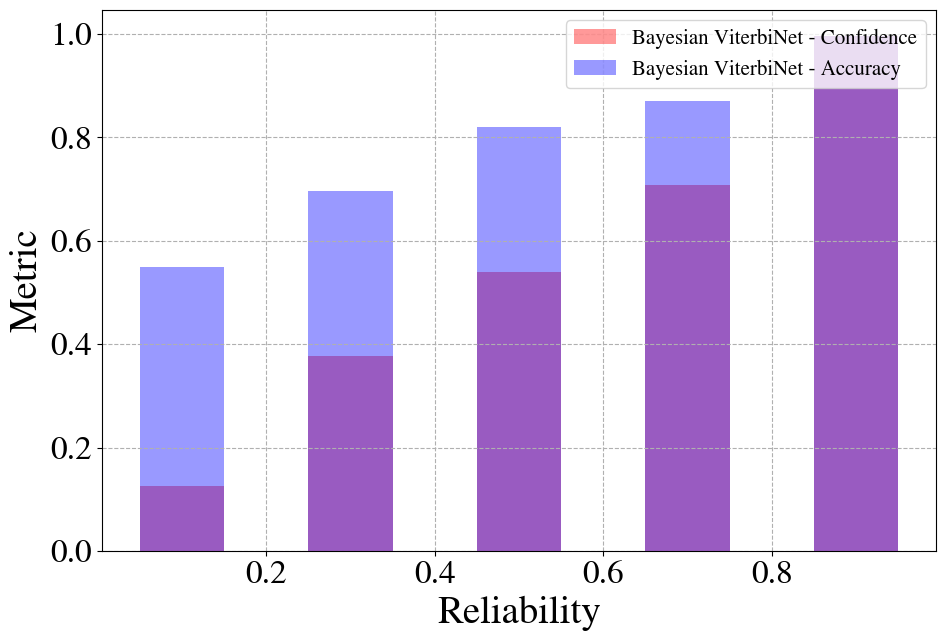 1.0
0.8
0.6
0.4
0.2
0.0
Metric
Bayesian ViterbiNet - Confidence
Bayesian ViterbiNet - Accuracy
0.2 0.4 0.6 0.8
Reliability